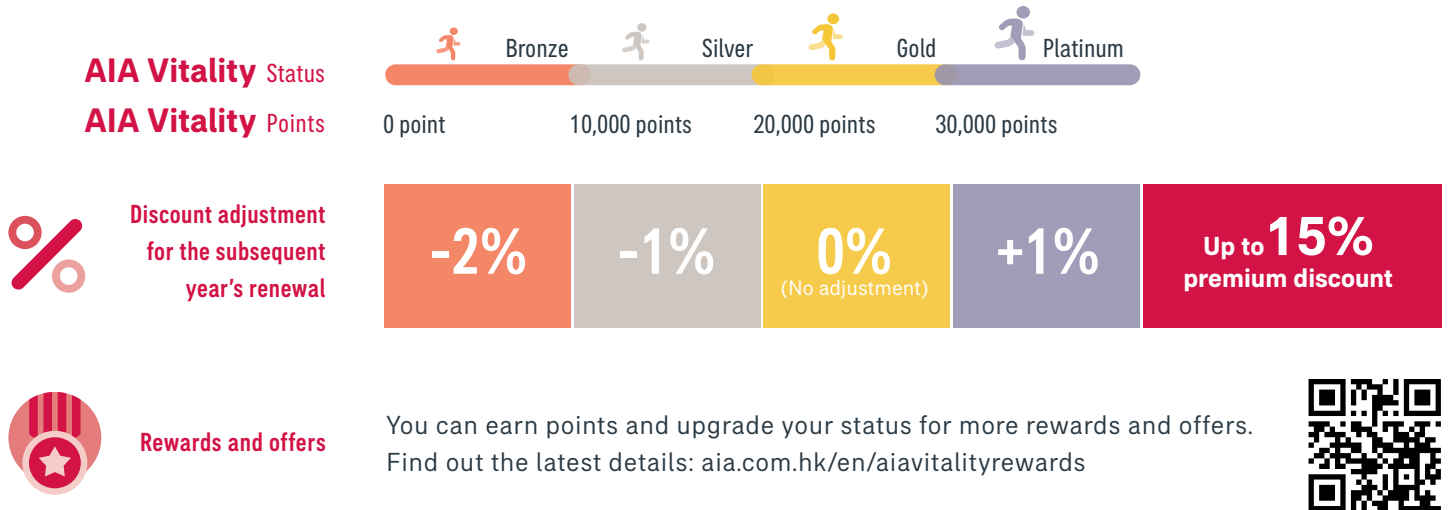 Bronze Silver Gold Platinum
AIA Vitality Status
AIA Vitality Points
0 point 10,000 points 20,000 points 30,000 points
Discount adjustment
for the subsequent
year's renewal
-2%
-1%
0%
(No adjustment)
+1%
Up to 15%
premium discount
Rewards and offers
You can earn points and upgrade your status for more rewards and offers.
Find out the latest details: aia.com.hk/en/aiavitalityrewards